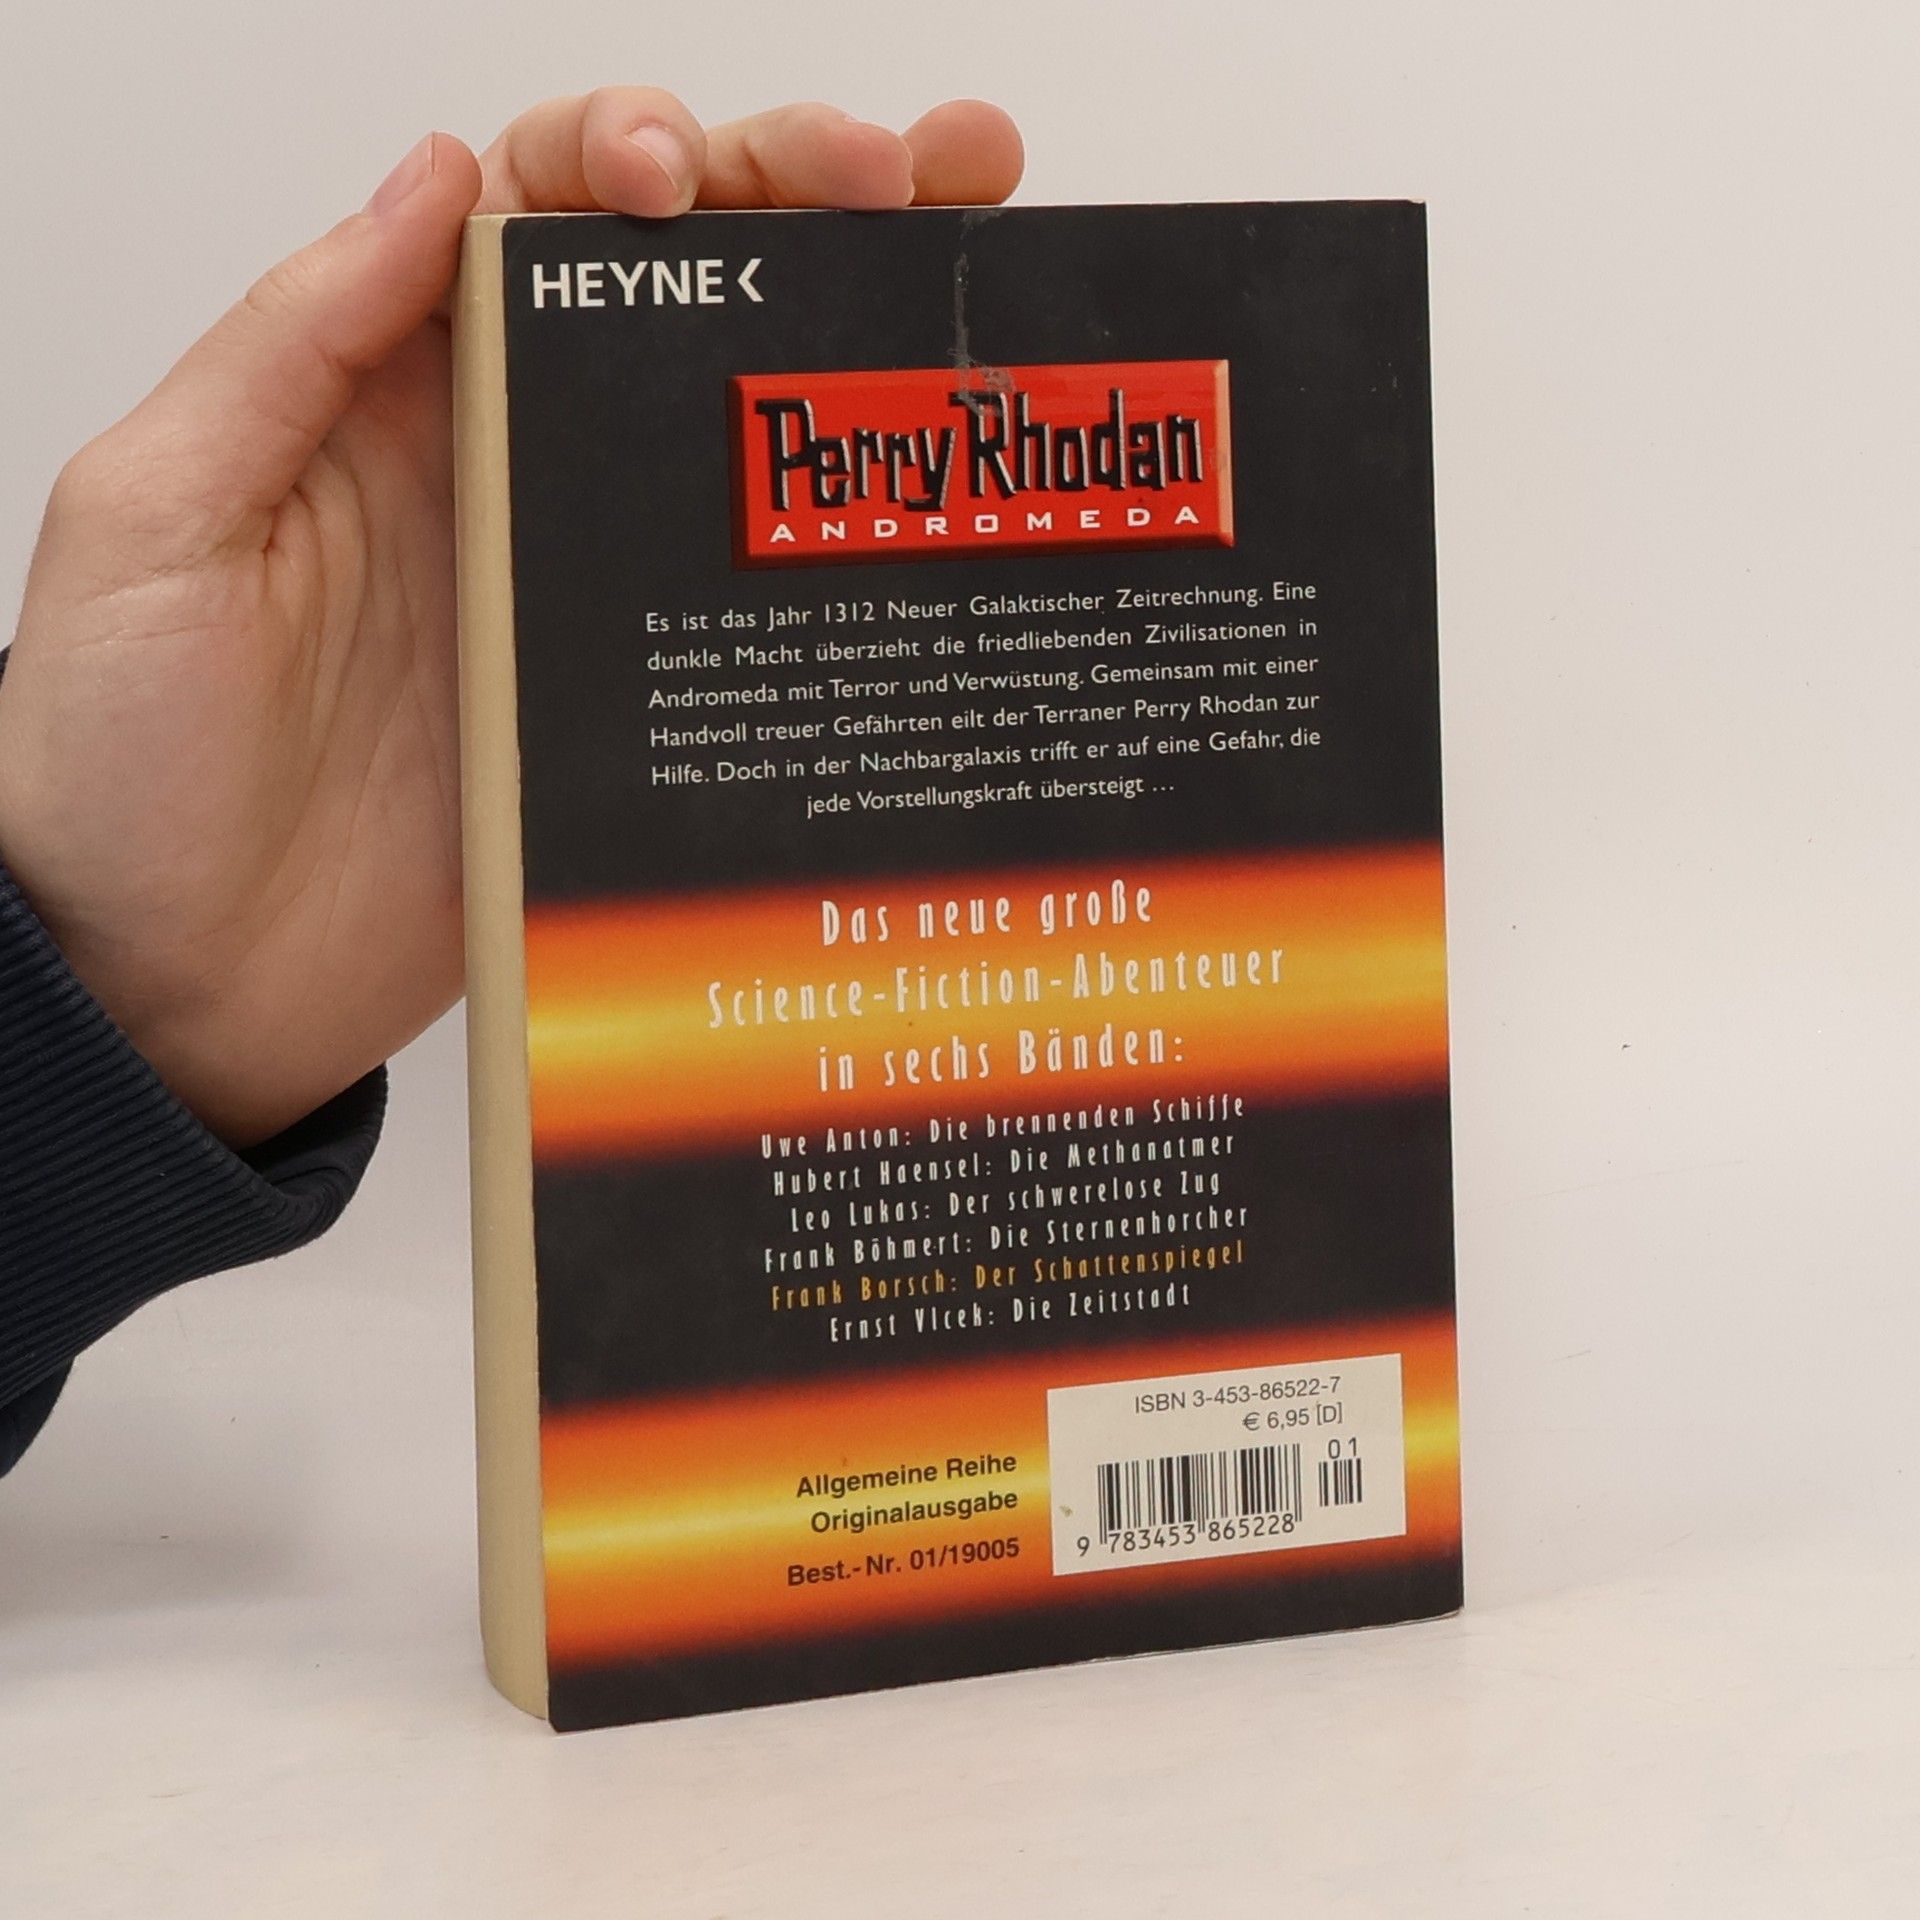 HEYNE<
Perry Rhodan
ANDROMEDA
Es ist das Jahr 1312 Neuer Galaktischer Zeitrechnung. Eine
dunkle Macht überzieht die friedliebenden Zivilisationen in
Andromeda mit Terror und Verwüstung. Gemeinsam mit einer
Handvoll treuer Gefährten eilt der Terraner Perry Rhodan zur
Hilfe. Doch in der Nachbargalaxis trifft er auf eine Gefahr, die
jede Vorstellungskraft übersteigt ...
Das neue große
Science-Fiction-Abenteuer
in sechs Bänden:
Uwe Anton: Die brennenden Schiffe
Hubert Haensel: Die Methanatmer
Leo Lukas: Der schwerelose Zug
Frank Böhmert: Die Sternenhorcher
Frank Borsch: Der Schattenspiegel
Ernst Vlcek: Die Zeitstadt
ISBN 3-453-86522-7
€ 6,95 [D]
01
9 783453 865228
Allgemeine Reihe
Originalausgabe
Best.-Nr. 01/19005